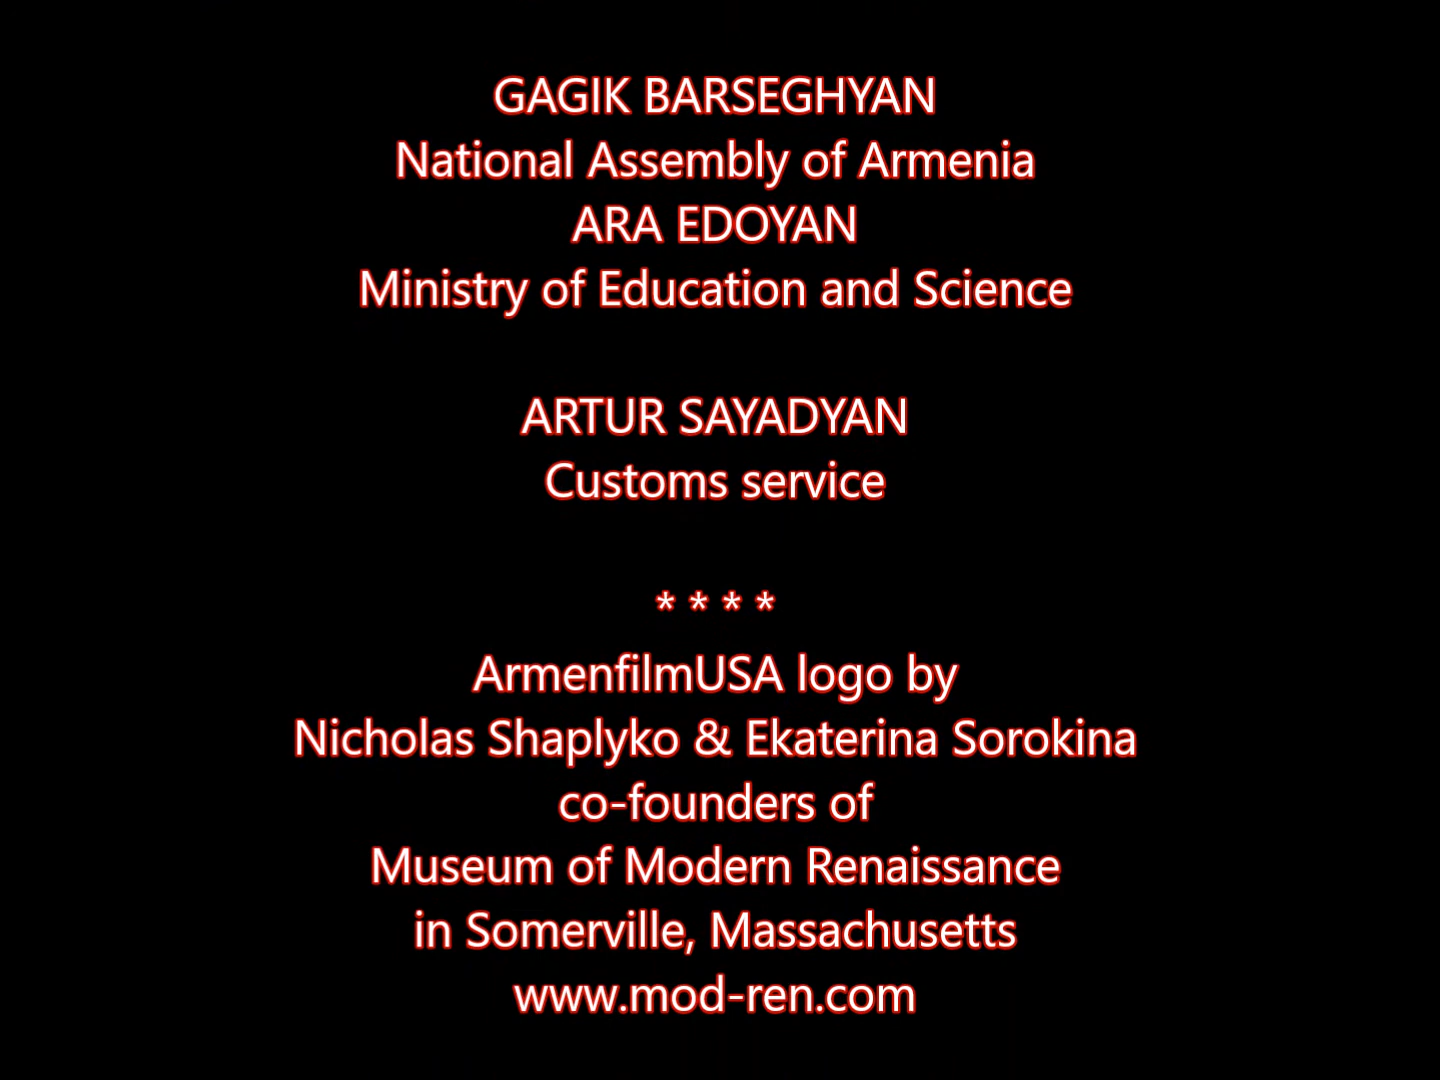 GAGIK BARSEGHYAN
National Assembly of Armenia
ARA EDOYAN
Ministry of Education and Science
ARTUR SAYADYAN
Customs service
* * * *
ArmenfilmUSA logo by
Nicholas Shaplyko & Ekaterina Sorokina
co-founders of
Museum of Modern Renaissance
in Somerville, Massachusetts
www.mod-ren.com